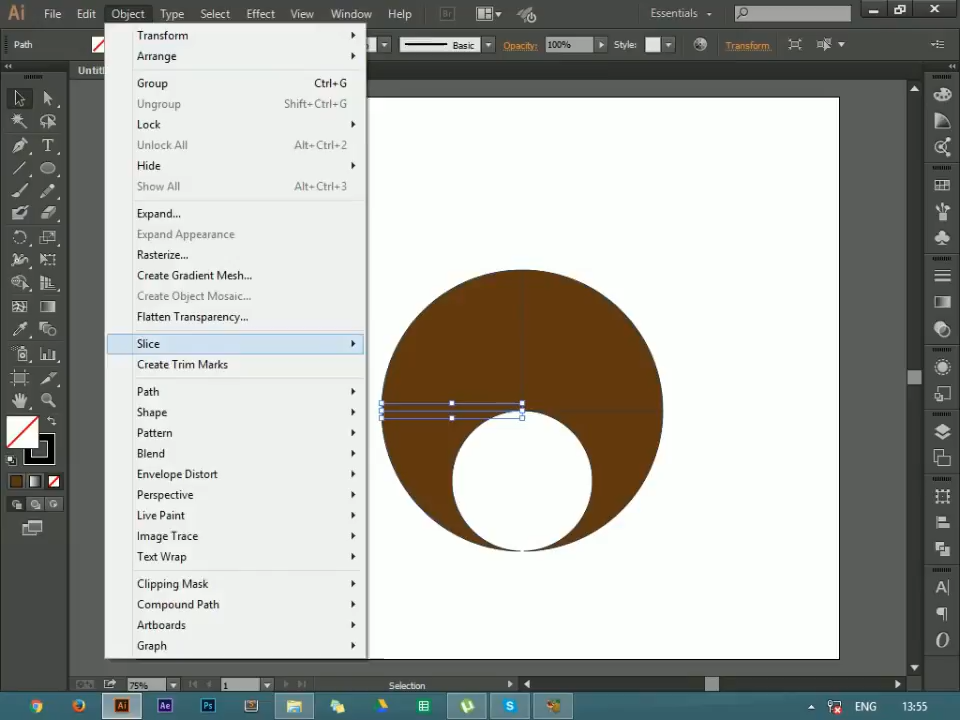 Ai File Edit Object Type Select Effect View Window Help Br Essentials
Path Basic Opacity: 100% Style: Transform
Untitl
Transform
Arrange
Group Ctrl+G
Ungroup Shift+Ctrl+G
Lock
Unlock All Alt+Ctrl+2
Hide
Show All Alt+Ctrl+3
Expand...
Expand Appearance
Rasterize...
Create Gradient Mesh...
Create Object Mosaic...
Flatten Transparency...
Slice
Create Trim Marks
Path
Shape
Pattern
Blend
Envelope Distort
Perspective
Live Paint
Image Trace
Text Wrap
Clipping Mask
Compound Path
Artboards
Graph
75% 1 Selection
Ai Ae Ps S ENG 13:55